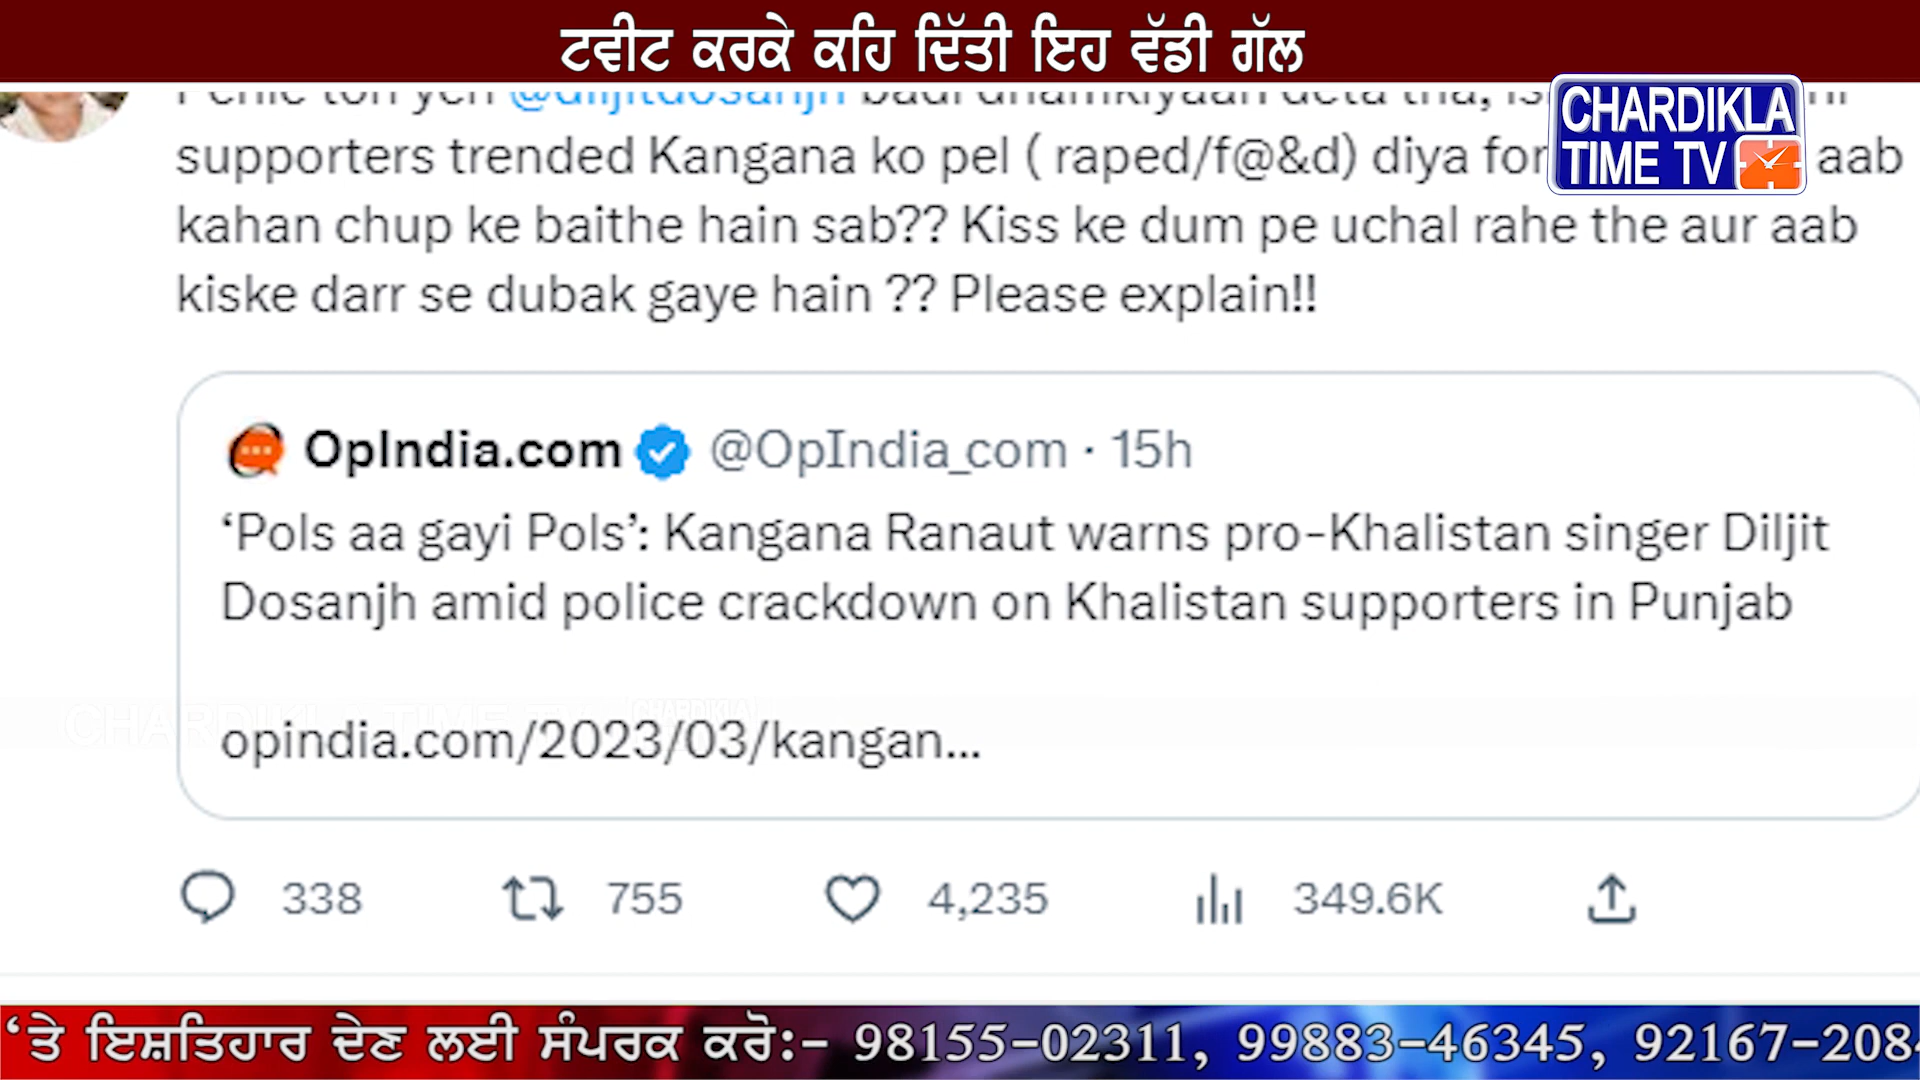 ਟਵੀਟ ਕਰਕੇ ਕਹਿ ਦਿੱਤੀ ਇਹ ਵੱਡੀ ਗੱਲ
CHARDIKLA
TIME TV
@diljitdosanjh
supporters trended Kangana ko pel ( raped/f@&d) diya for aab
kahan chup ke baithe hain sab?? Kiss ke dum pe uchal rahe the aur aab
kiske darr se dubak gaye hain ?? Please explain!!
OpIndia.com @OpIndia_com · 15h
‘Pols aa gayi Pols’: Kangana Ranaut warns pro-Khalistan singer Diljit
Dosanjh amid police crackdown on Khalistan supporters in Punjab
CHARDIKLA TIME TV
opindia.com/2023/03/kangan...
338 755 4,235 349.6K
‘ਤੇ ਇਸ਼ਤਿਹਾਰ ਦੇਣ ਲਈ ਸੰਪਰਕ ਕਰੋ:- 98155-02311, 99883-46345, 92167-208